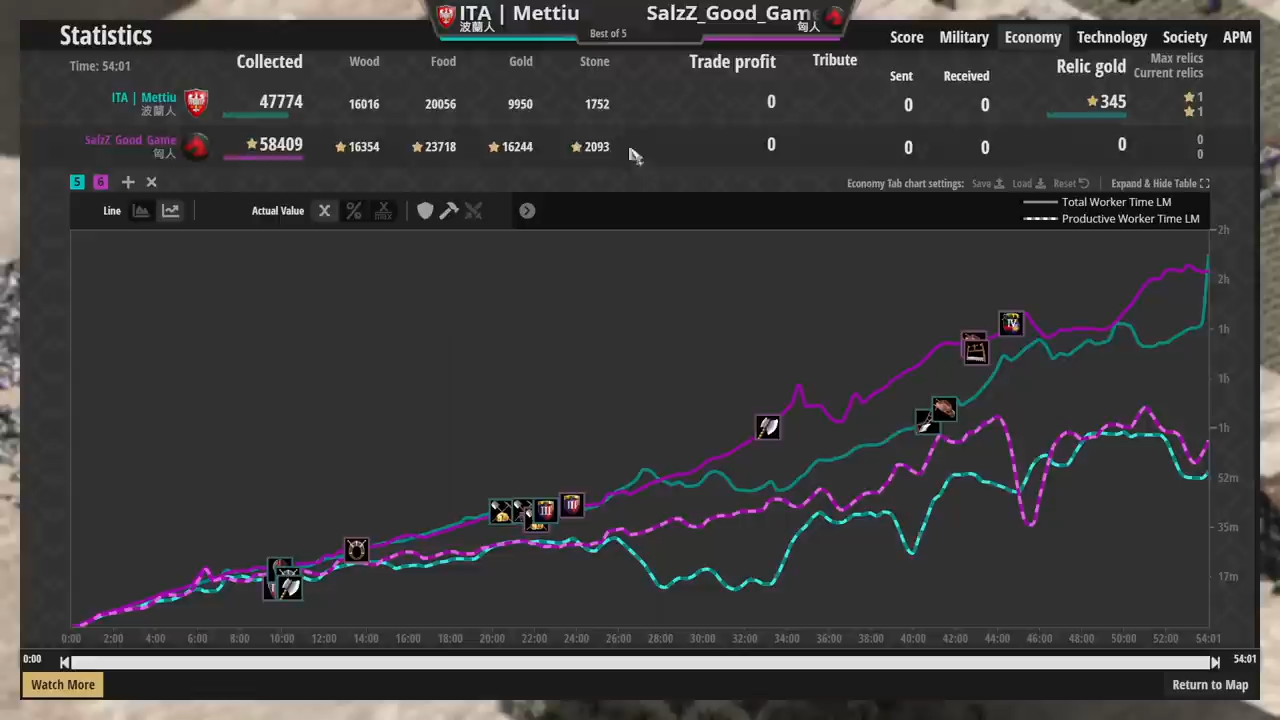 ITA | Mettiu SalzZ_Good_Gam
波蘭人 匈人
Best of 5
Statistics
Score Military Economy Technology Society APM
Time: 54:01
Collected Wood Food Gold Stone Trade profit Tribute Sent Received Relic gold Max relics
Current relics
ITA | Mettiu
波蘭人
47774 16016 20056 9950 1752 0 0 0 345 1
1
SalzZ Good Game
匈人
58409 16354 23718 16244 2093 0 0 0 0 0
0
5 6
Economy Tab chart settings: Save Load Reset Expand & Hide Table
Line Actual Value
Total Worker Time LM
Productive Worker Time LM
2h
2h
1h
1h
1h
52m
35m
17m
IV
III III
0:00 2:00 4:00 6:00 8:00 10:00 12:00 14:00 16:00 18:00 20:00 22:00 24:00 26:00 28:00 30:00 32:00 34:00 36:00 38:00 40:00 42:00 44:00 46:00 48:00 50:00 52:00 54:01
0:00 54:01
Watch More Return to Map